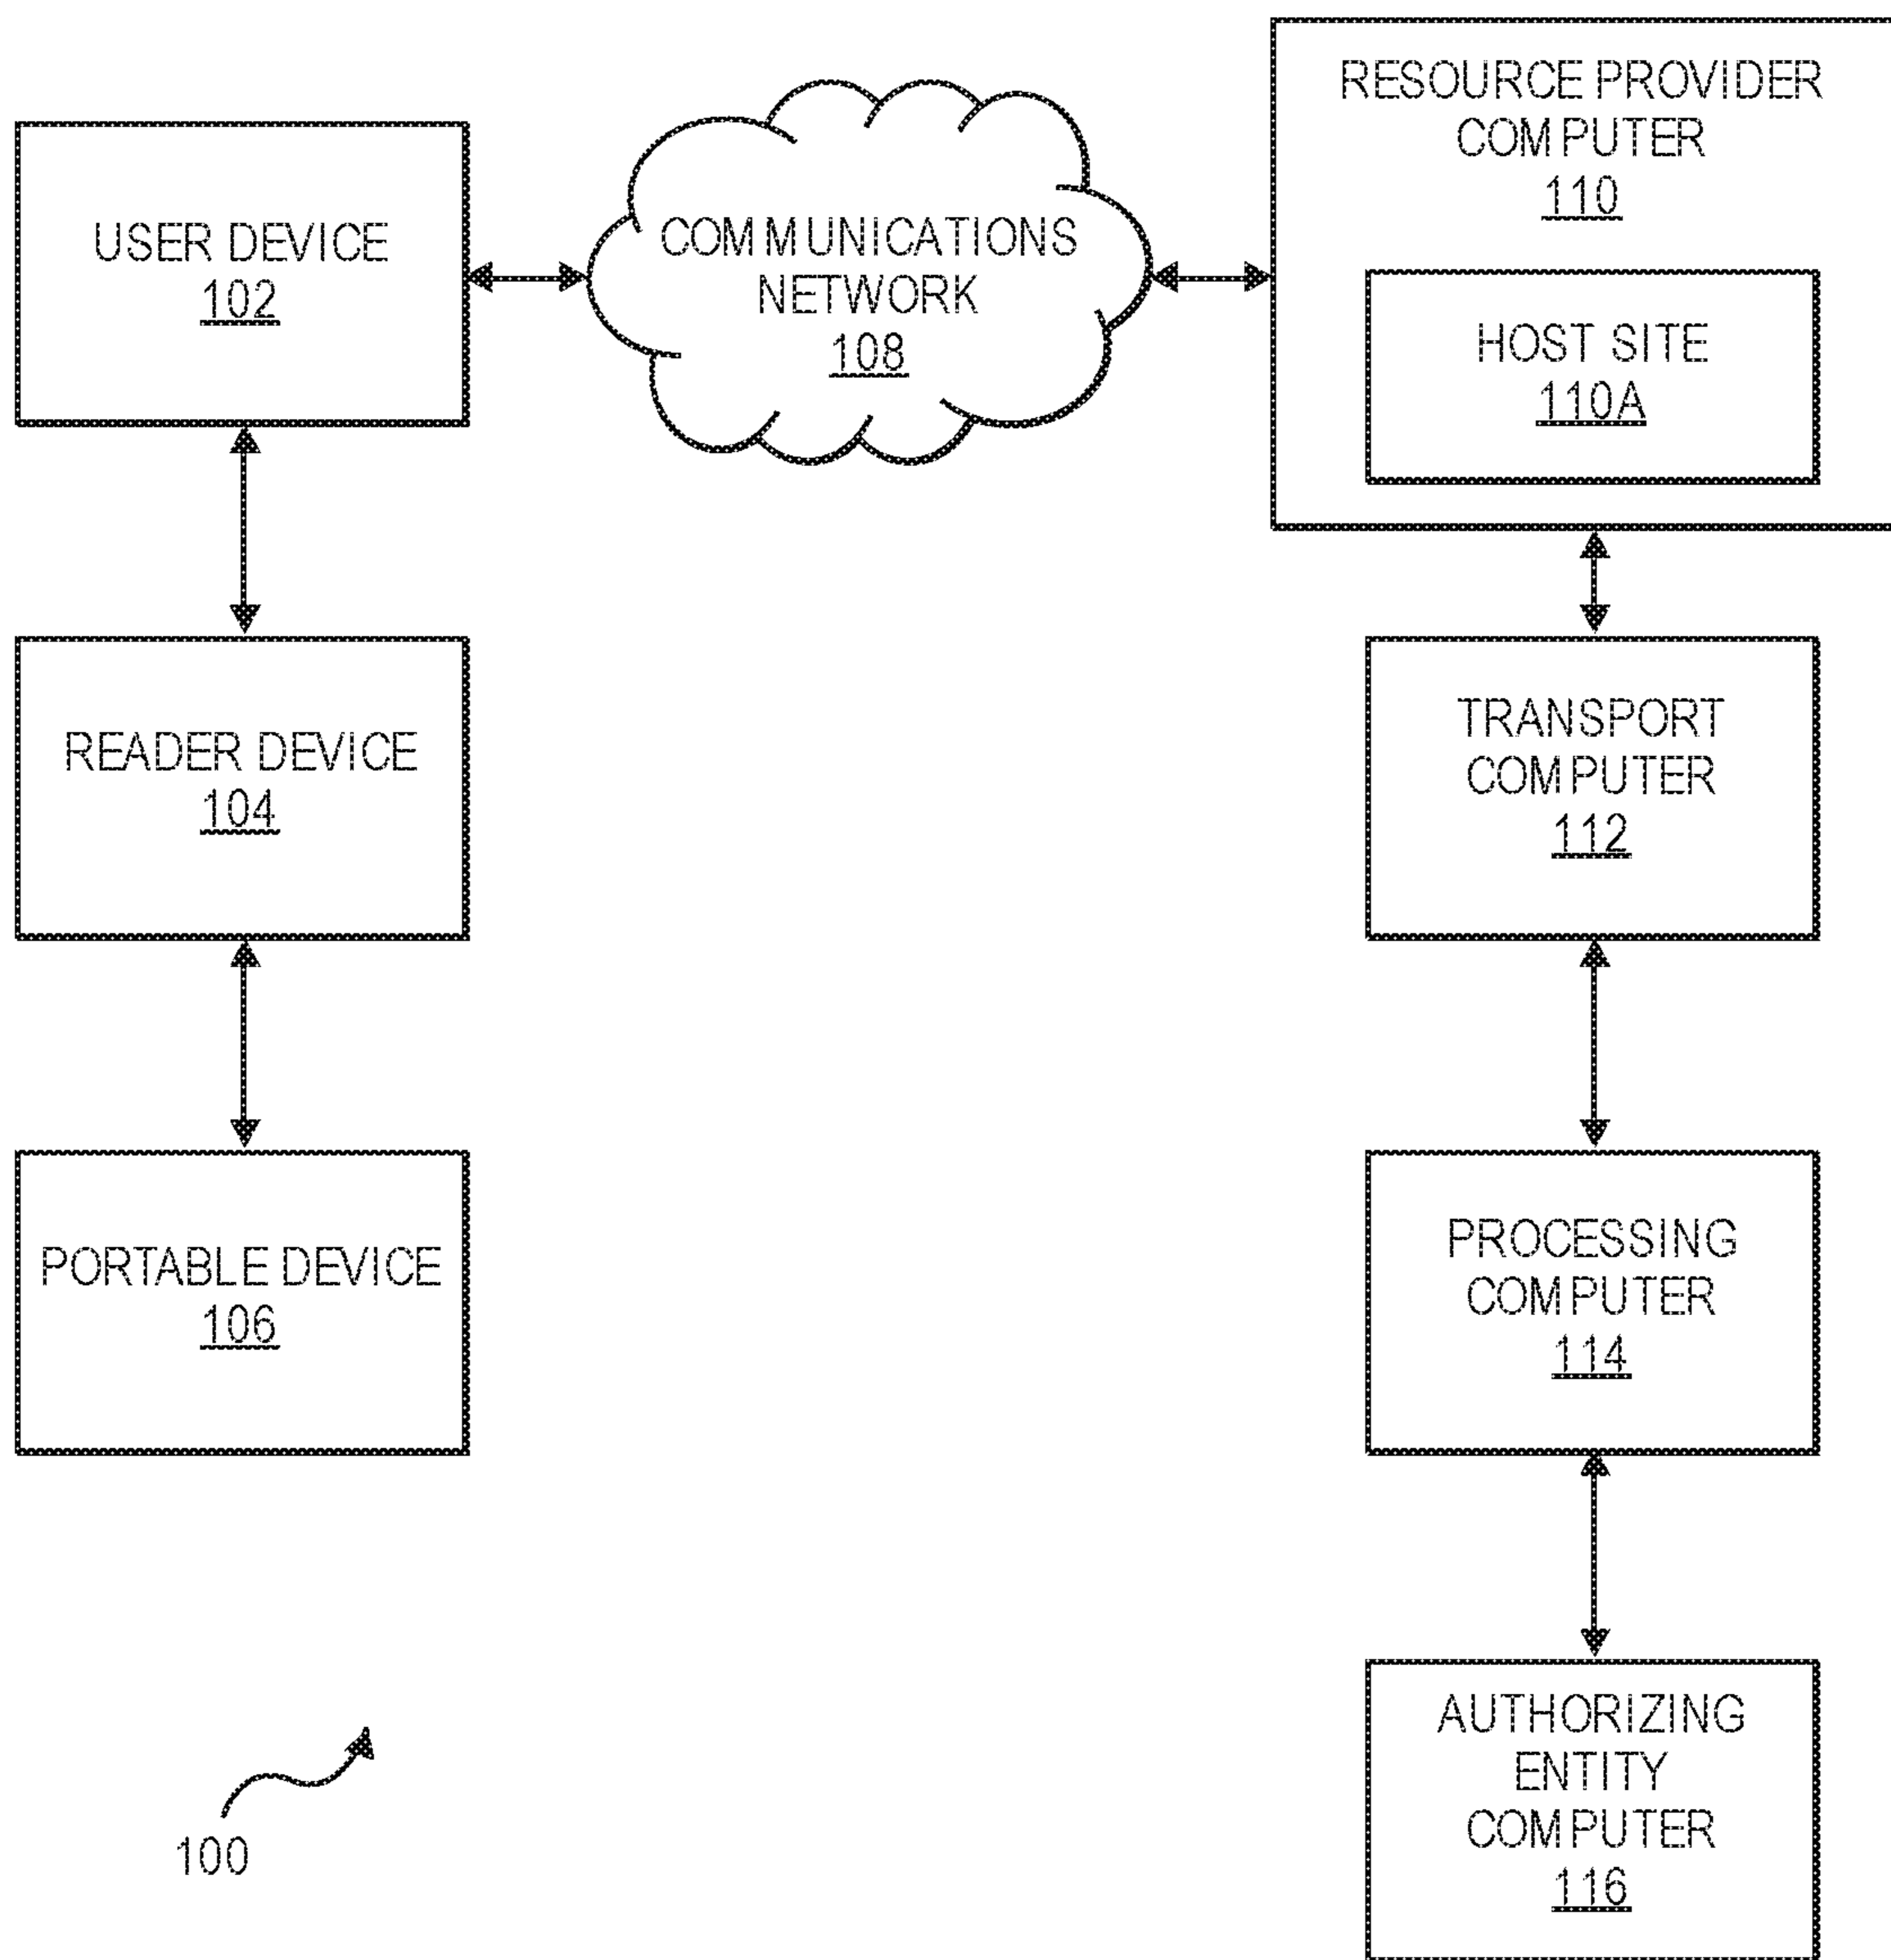 USER DEVICE
102
COMMUNICATIONS
NETWORK
108
RESOURCE PROVIDER
COMPUTER
110
HOST SITE
110A
READER DEVICE
104
TRANSPORT
COMPUTER
112
PORTABLE DEVICE
106
PROCESSING
COMPUTER
114
AUTHORIZING
ENTITY
COMPUTER
116
100